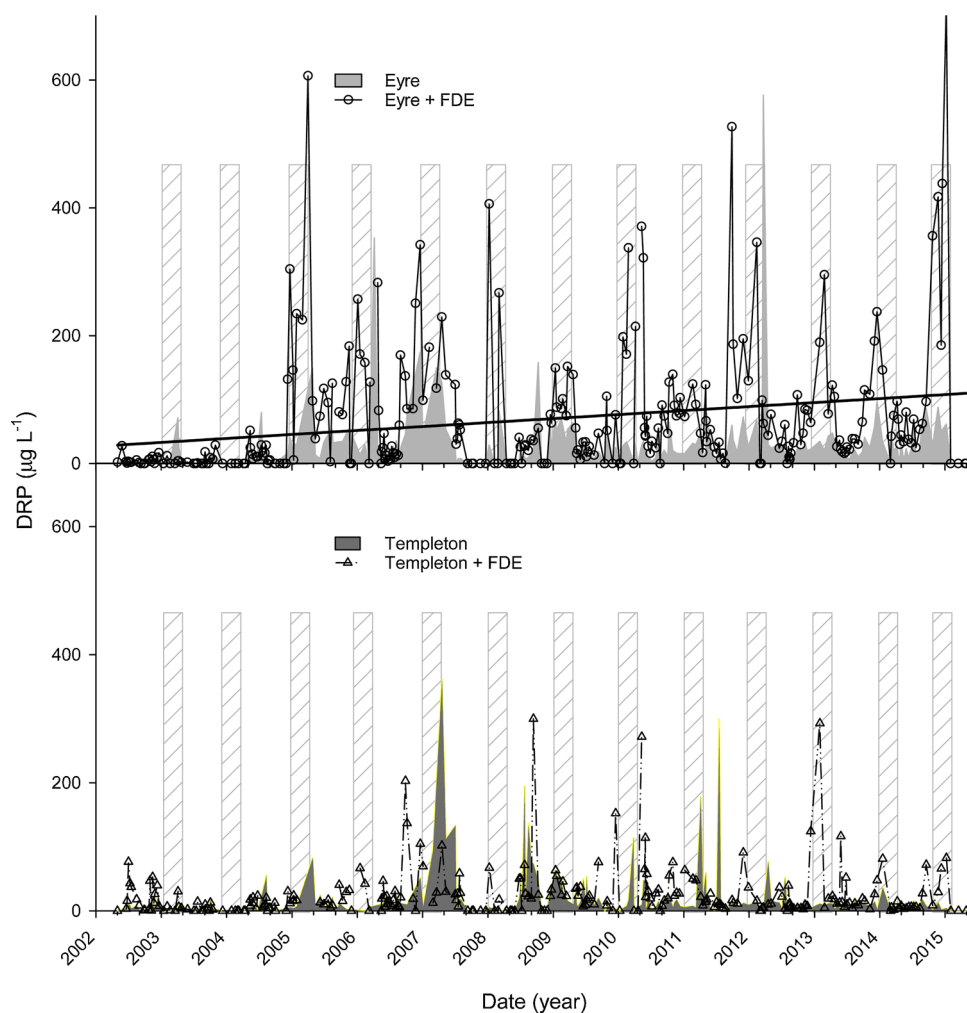 600
Eyre
Eyre + FDE
400
200
0
DRP (µg L⁻¹)
600
Templeton
Templeton + FDE
400
200
0
2002 2003 2004 2005 2006 2007 2008 2009 2010 2011 2012 2013 2014 2015
Date (year)